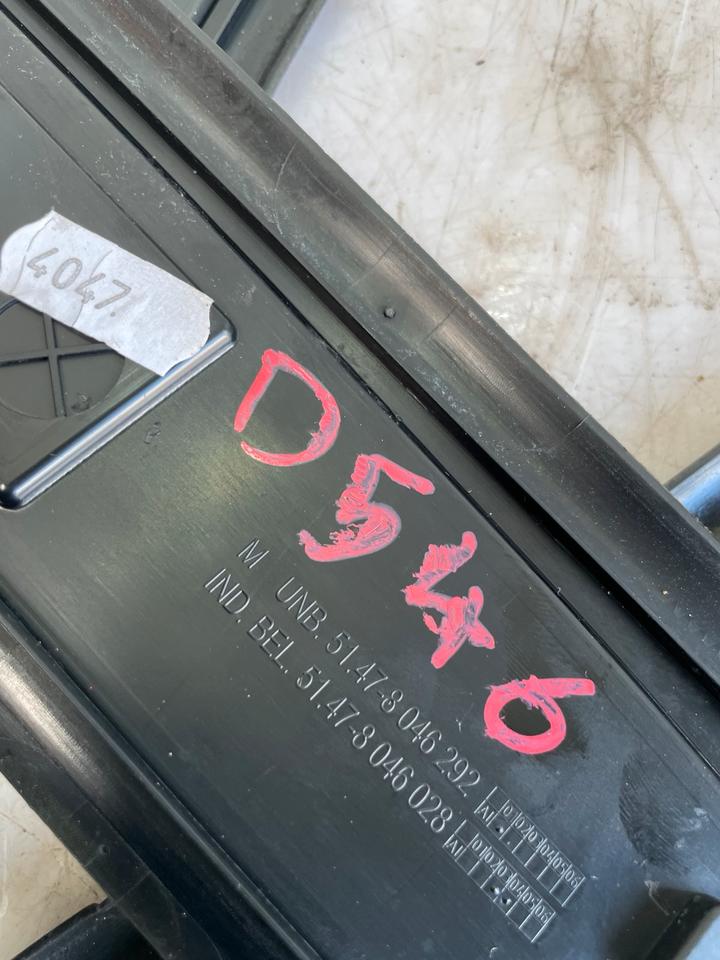 4047.
D546
M UNB. 51.47-8 046 292
IND. BEL. 51.47-8 046 028